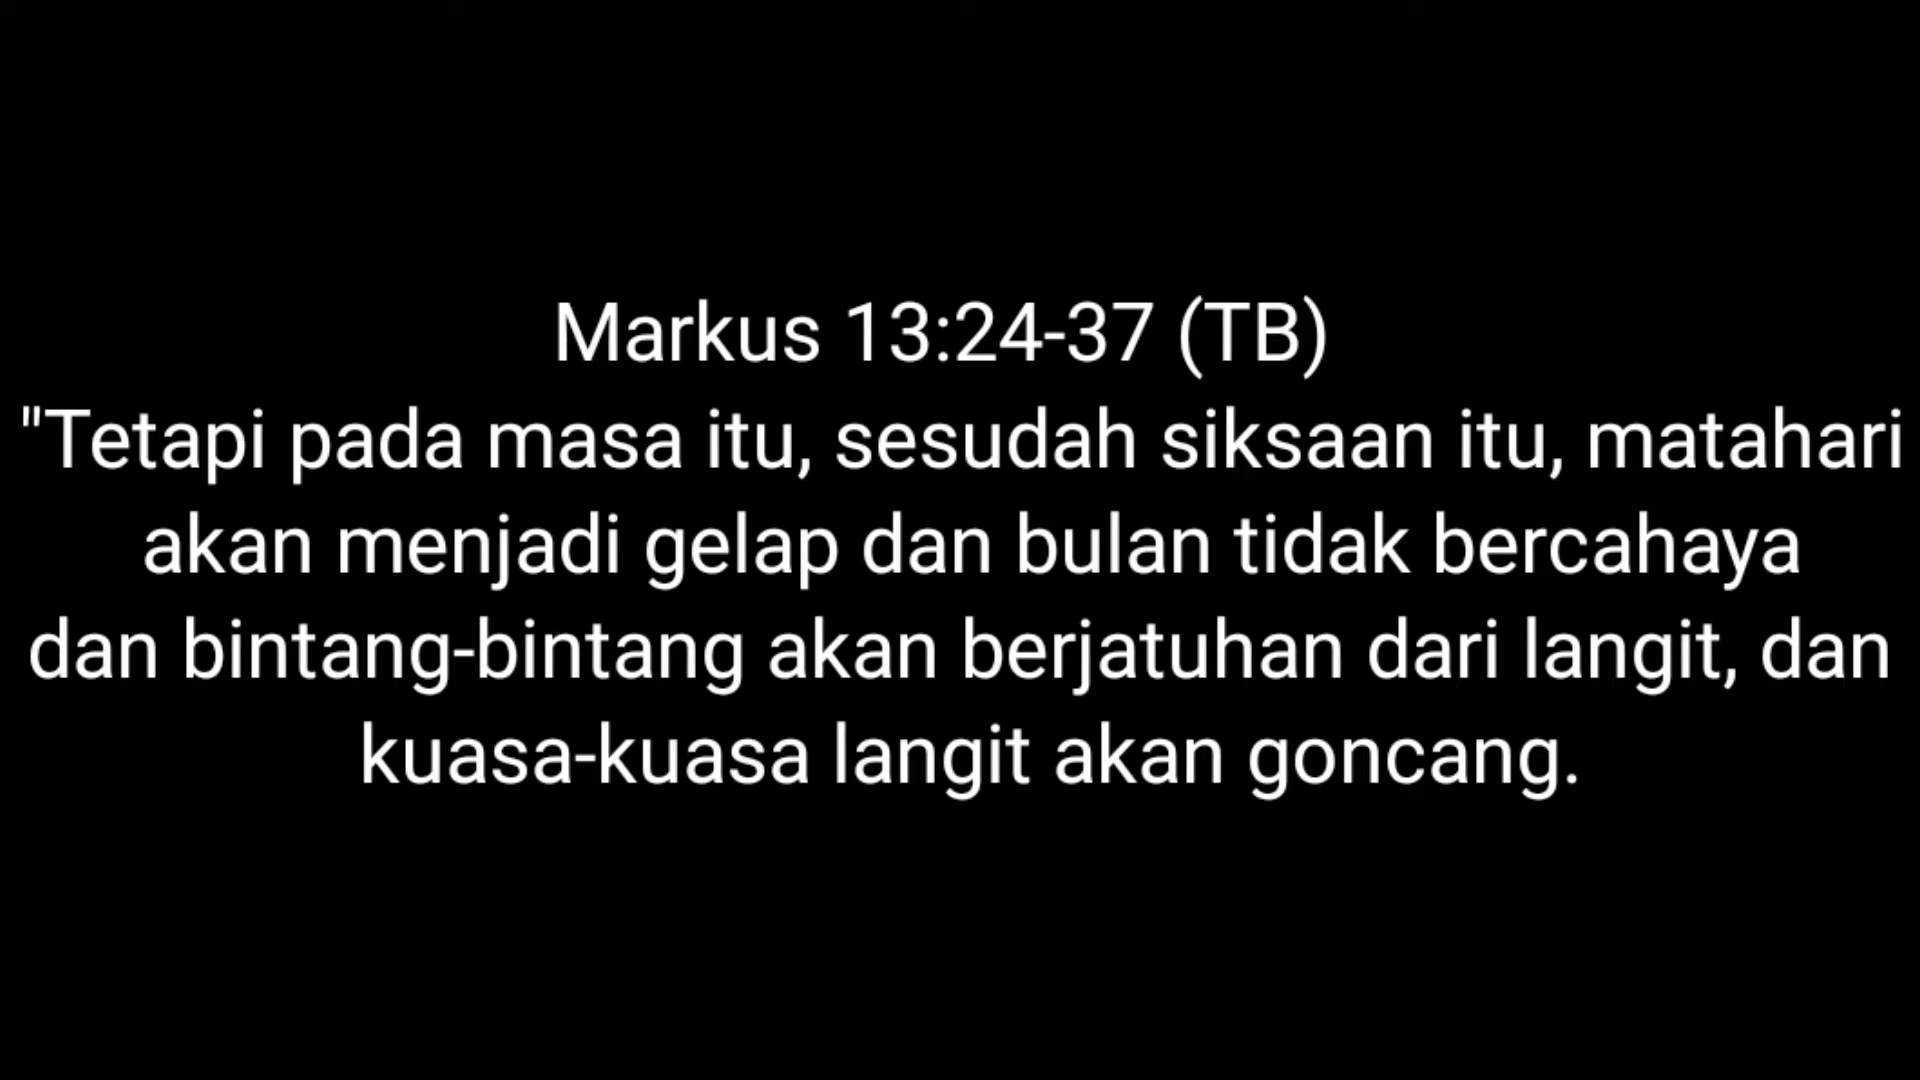 Markus 13:24-37 (TB)
"Tetapi pada masa itu, sesudah siksaan itu, matahari
akan menjadi gelap dan bulan tidak bercahaya
dan bintang-bintang akan berjatuhan dari langit, dan
kuasa-kuasa langit akan goncang.